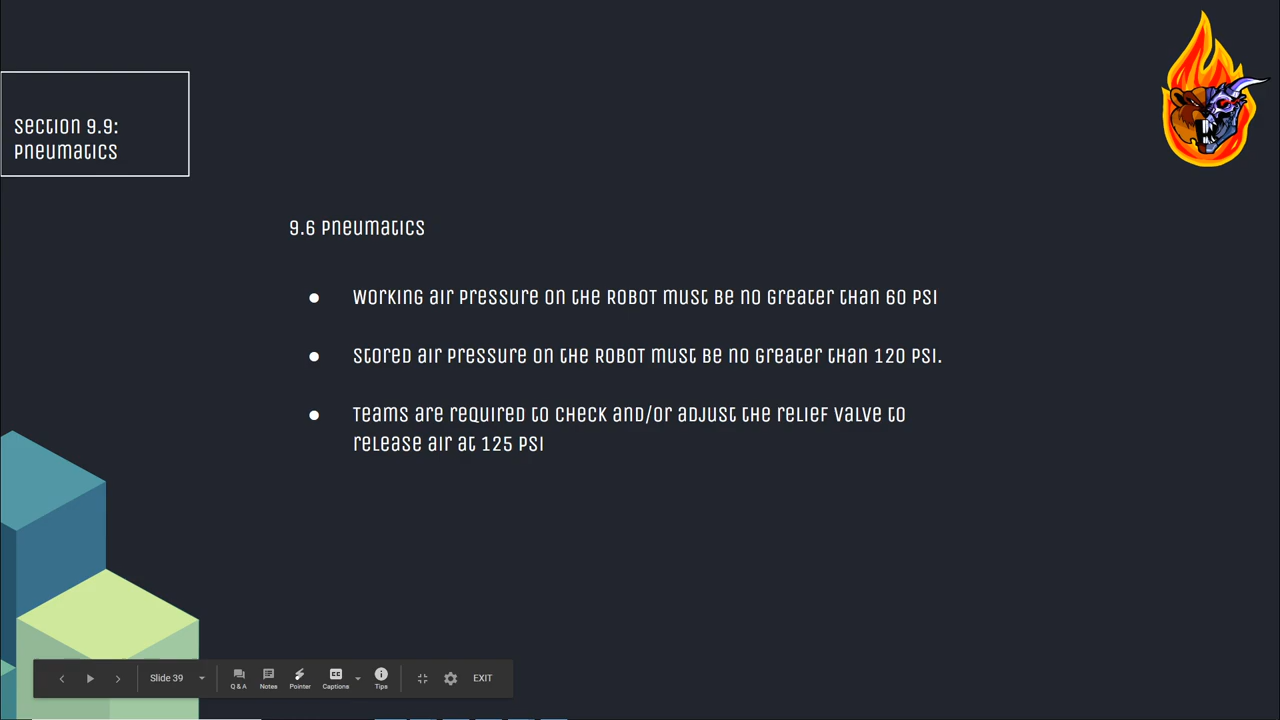 Section 9.9:
Pneumatics
9.6 Pneumatics
● Working air pressure on the ROBOT must be no greater than 60 psi
● Stored air pressure on the ROBOT must be no greater than 120 psi.
● Teams are required to check and/or adjust the relief valve to
release air at 125 psi
Slide 39
Q & A
Notes
Pointer
CC
Captions
Tips
EXIT